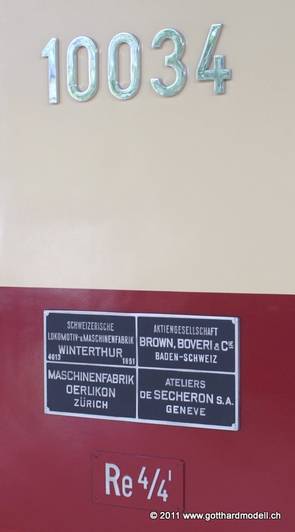 10034
SCHWEIZERISCHE
LOKOMOTIV-& MASCHINENFABRIK
WINTERTHUR
4013 1951
AKTIENGESELLSCHAFT
BROWN, BOVERI & CIE
BADEN-SCHWEIZ
MASCHINENFABRIK
OERLIKON
ZÜRICH
ATELIERS
DE SECHERON S.A.
GENEVE
Re 4/4 I
© 2011 www.gotthardmodell.ch